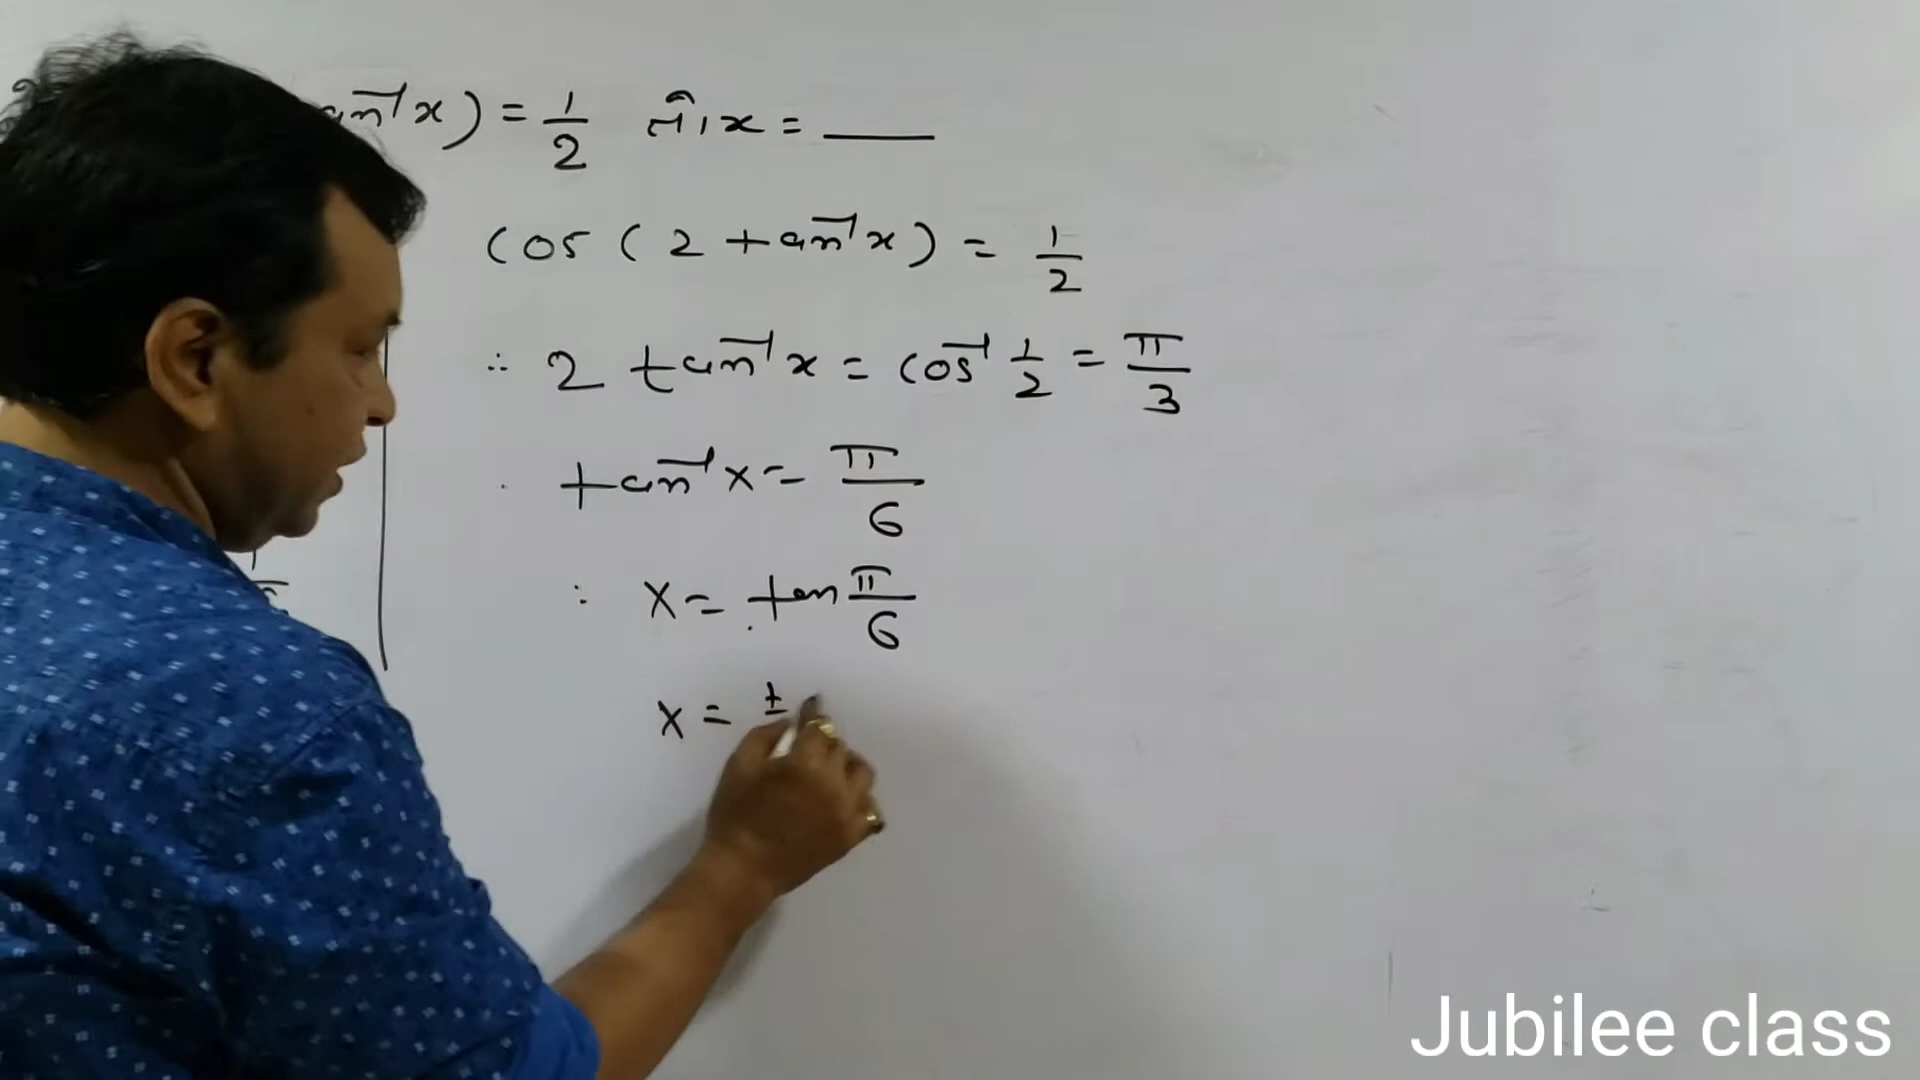 an⁻¹x) = 1/2 તો x = ____
cos (2 tan⁻¹x) = 1/2
∴ 2 tan⁻¹x = cos⁻¹ 1/2 = π/3
tan⁻¹x = π/6
∴ x = tan π/6
x =
Jubilee class